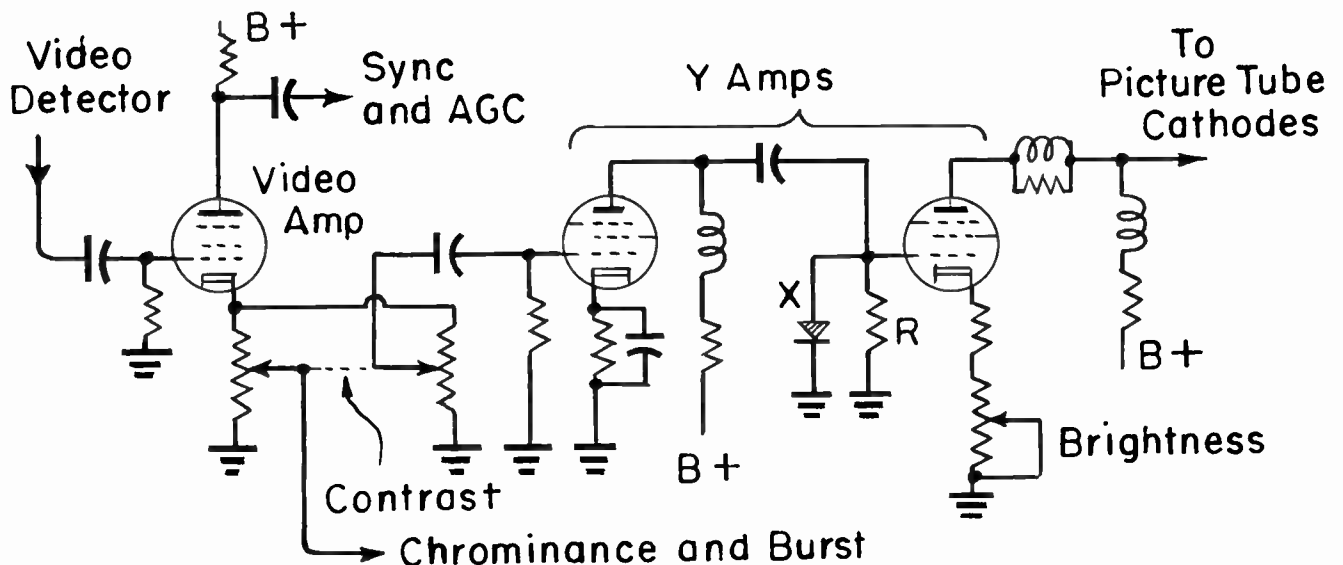 B+
Video
Detector
Sync
and AGC
Y Amps
To
Picture Tube
Cathodes
Video
Amp
X
R
B+
B+
Brightness
Contrast
Chrominance and Burst